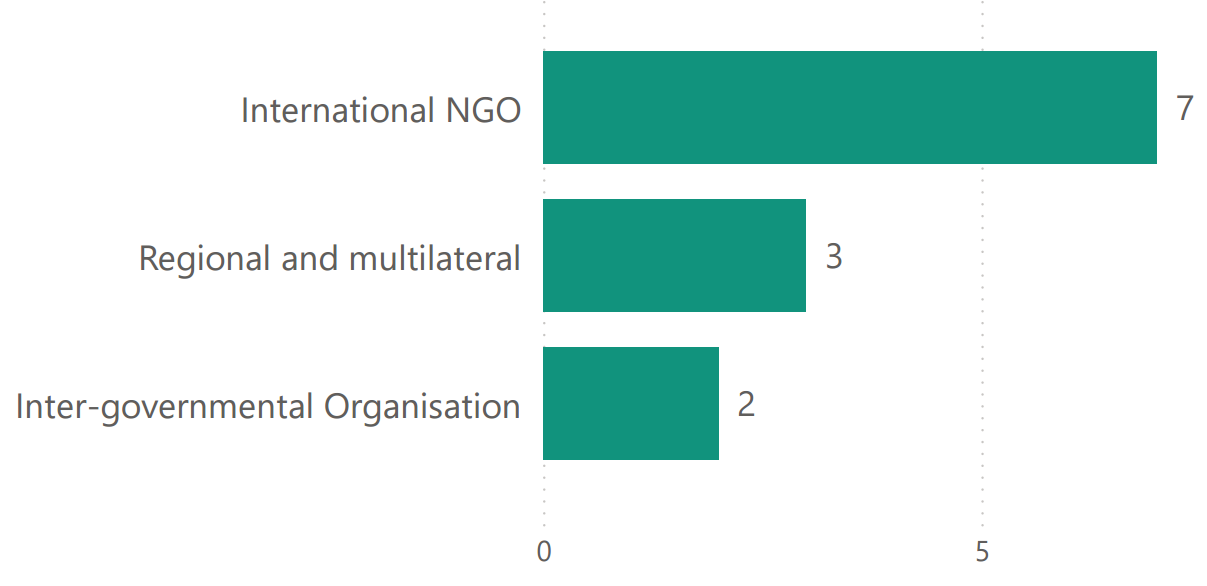 International NGO 7
Regional and multilateral 3
Inter-governmental Organisation 2
0 5